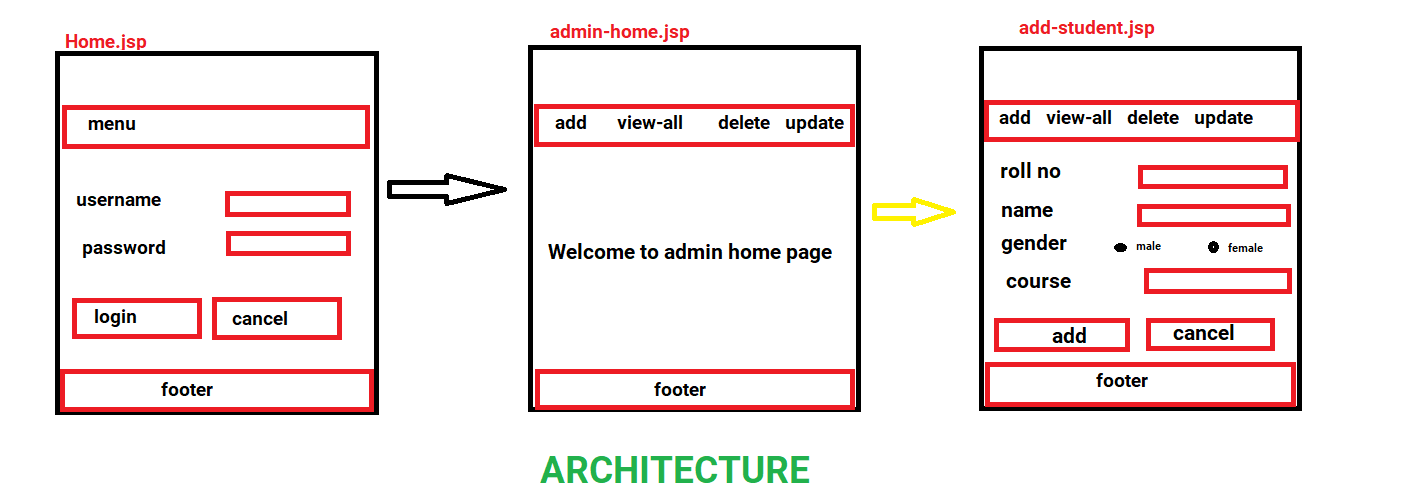 Home.jsp
menu
username
password
login cancel
footer
admin-home.jsp
add view-all delete update
Welcome to admin home page
footer
add-student.jsp
add view-all delete update
roll no
name
gender male female
course
add cancel
footer
ARCHITECTURE